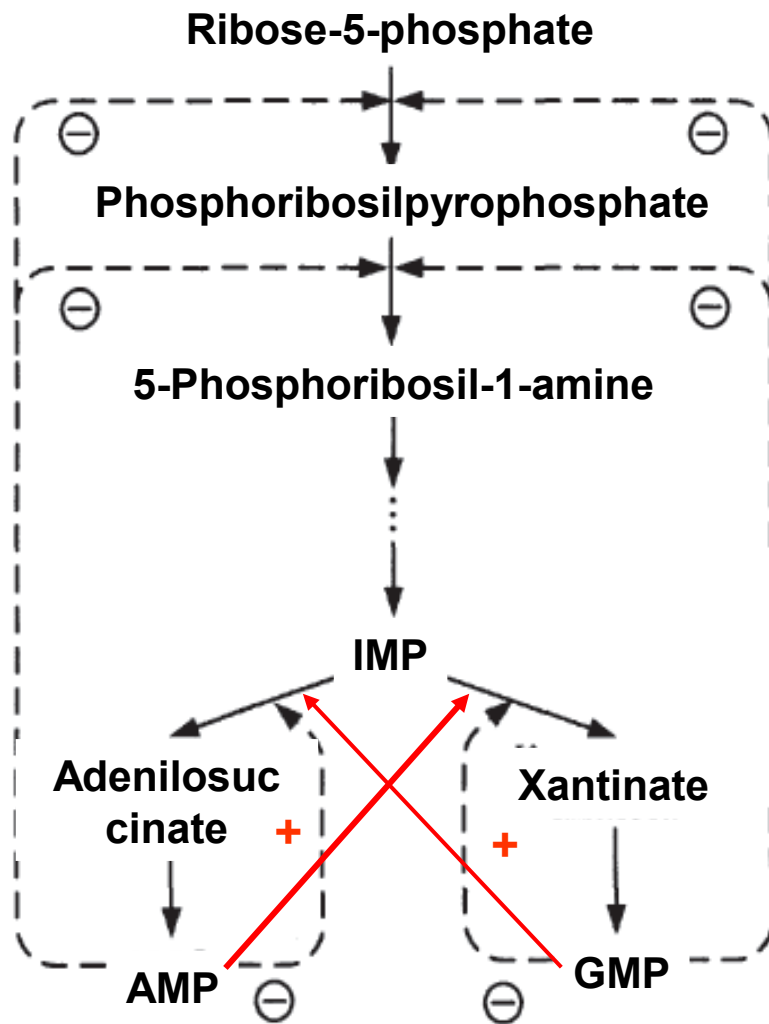 Ribose-5-phosphate
⊖ ⊖
Phosphoribosilpyrophosphate
⊖ ⊖
5-Phosphoribosil-1-amine
IMP
Adenilosuc
cinate
Xantinate
+ +
AMP ⊖ ⊖ GMP